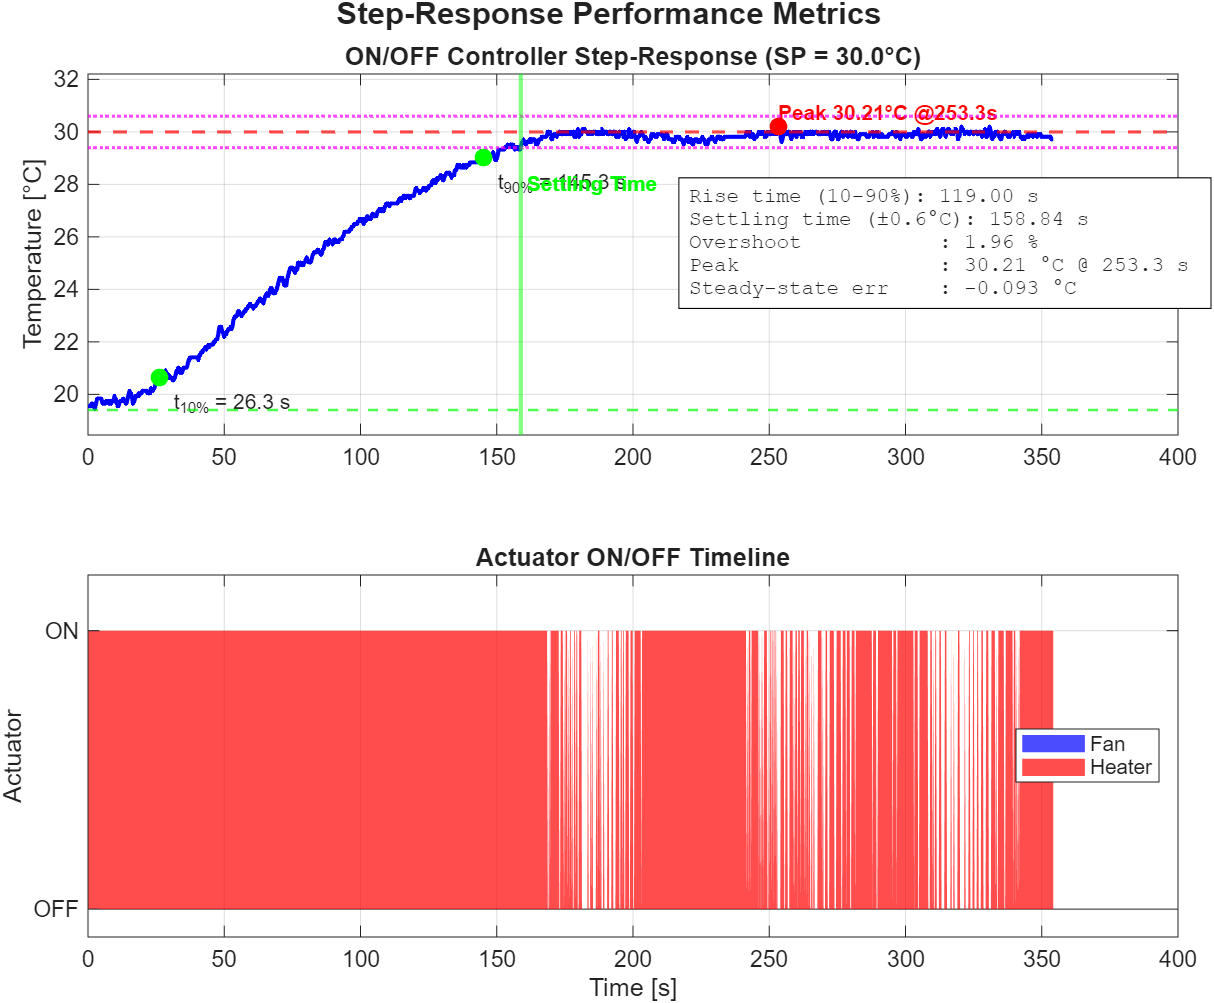 Step-Response Performance Metrics
ON/OFF Controller Step-Response (SP = 30.0°C)
Temperature [°C]
32
30
28
26
24
22
20
Peak 30.21°C @253.3s
t90% = 145.3 s
Settling Time
t10% = 26.3 s
Rise time (10-90%): 119.00 s
Settling time (±0.6°C): 158.84 s
Overshoot : 1.96 %
Peak : 30.21 °C @ 253.3 s
Steady-state err : -0.093 °C
0 50 100 150 200 250 300 350 400
Actuator ON/OFF Timeline
Actuator
ON
OFF
Fan
Heater
0 50 100 150 200 250 300 350 400
Time [s]